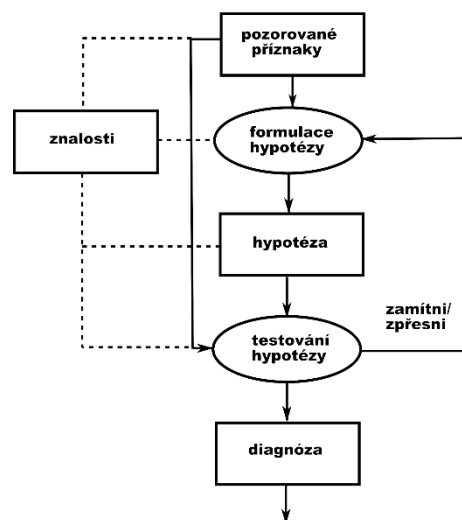 pozorované
příznaky
znalosti
formulace
hypotézy
hypotéza
zamítni/
zpřesni
testování
hypotézy
diagnóza